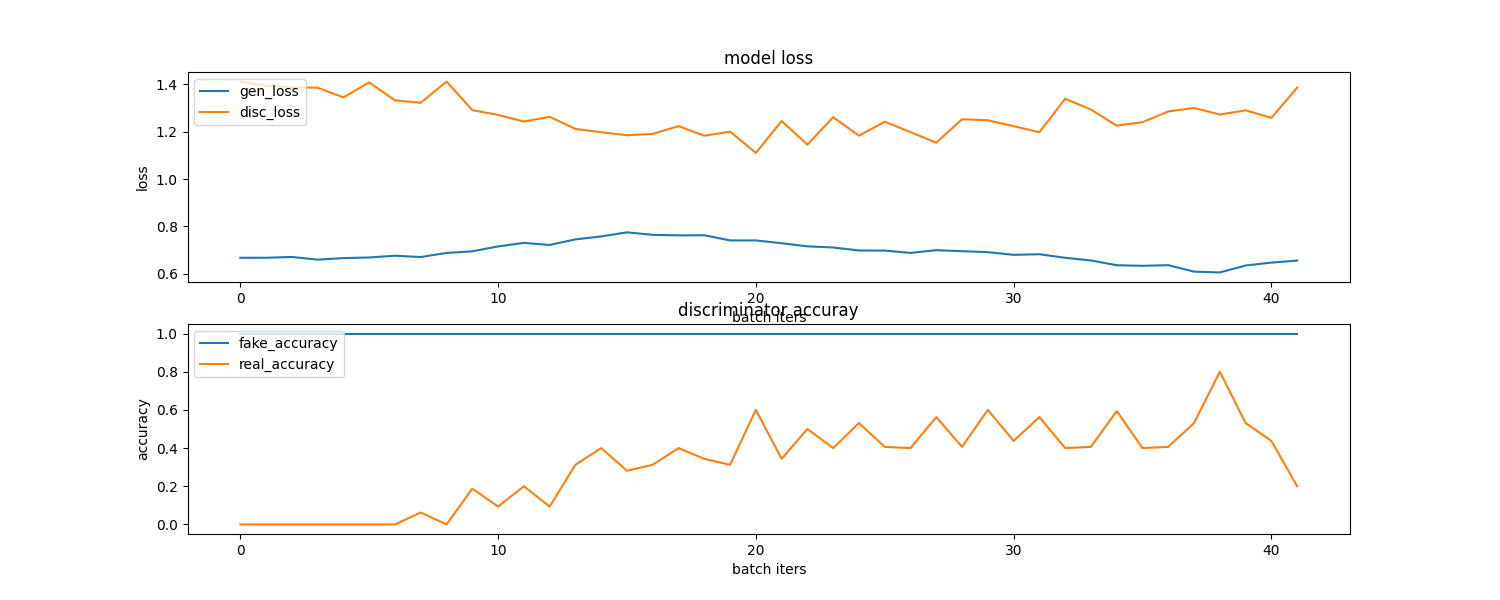 model loss
1.4
1.2
1.0
0.8
0.6
loss
gen_loss
disc_loss
0 10 20 30 40
batch iters
discriminator accuray
1.0
0.8
0.6
0.4
0.2
0.0
accuracy
fake_accuracy
real_accuracy
0 10 20 30 40
batch iters